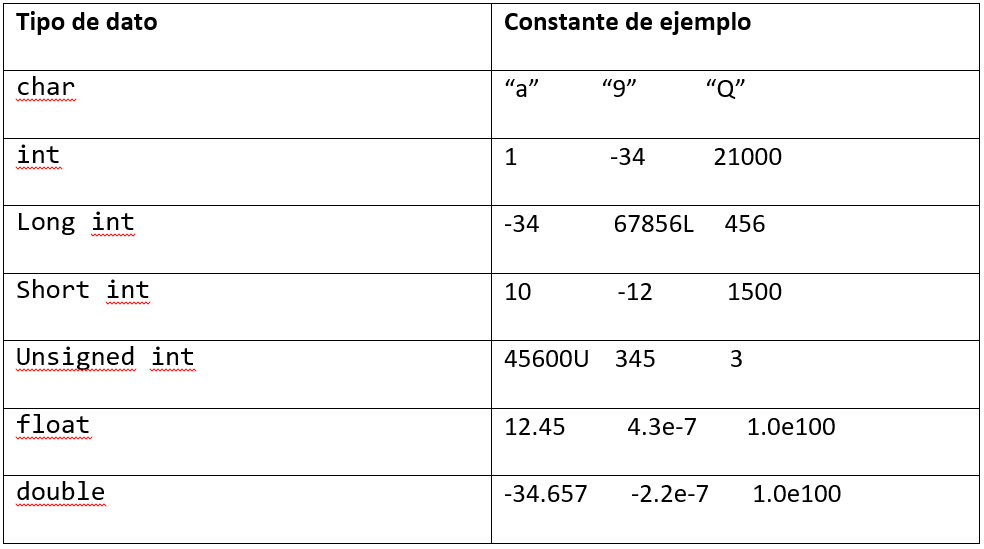 Tipo de dato Constante de ejemplo
char “a” “9” “Q”
int 1 -34 21000
Long int -34 67856L 456
Short int 10 -12 1500
Unsigned int 45600U 345 3
float 12.45 4.3e-7 1.0e100
double -34.657 -2.2e-7 1.0e100